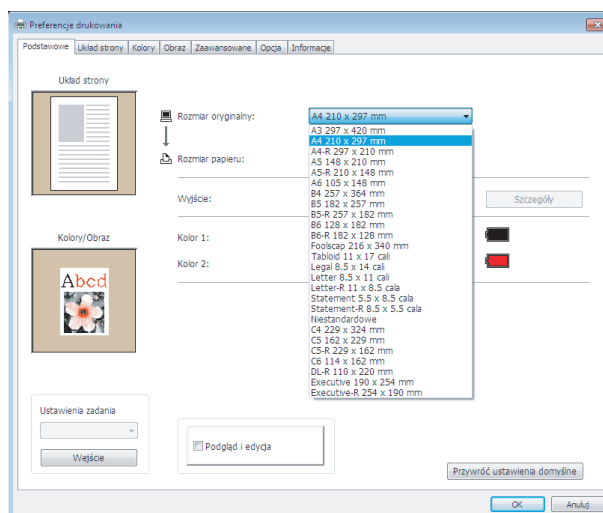 Preferencje drukowania
Podstawowe Układ strony Kolory Obraz Zaawansowane Opcja Informacje
Układ strony
Rozmiar oryginalny:
A4 210 x 297 mm
A3 297 x 420 mm
A4 210 x 297 mm
A4-R 297 x 210 mm
A5 148 x 210 mm
A5-R 210 x 148 mm
A6 105 x 148 mm
B4 257 x 364 mm
B5 182 x 257 mm
B5-R 257 x 182 mm
B6 128 x 182 mm
B6-R 182 x 128 mm
Foolscap 216 x 340 mm
Tabloid 11 x 17 cali
Legal 8.5 x 14 cali
Letter 8.5 x 11 cali
Letter-R 11 x 8.5 cala
Statement 5.5 x 8.5 cala
Statement-R 8.5 x 5.5 cala
Niestandardowe
C4 229 x 324 mm
C5 162 x 229 mm
C5-R 229 x 162 mm
C6 114 x 162 mm
DL-R 110 x 220 mm
Executive 190 x 254 mm
Executive-R 254 x 190 mm
Rozmiar papieru:
Wyjście:
Szczegóły
Kolory/Obraz
Kolor 1:
Kolor 2:
Abcd
Ustawienia zadania
Wejście
Podgląd i edycja
Przywróć ustawienia domyślne
OK
Anuluj